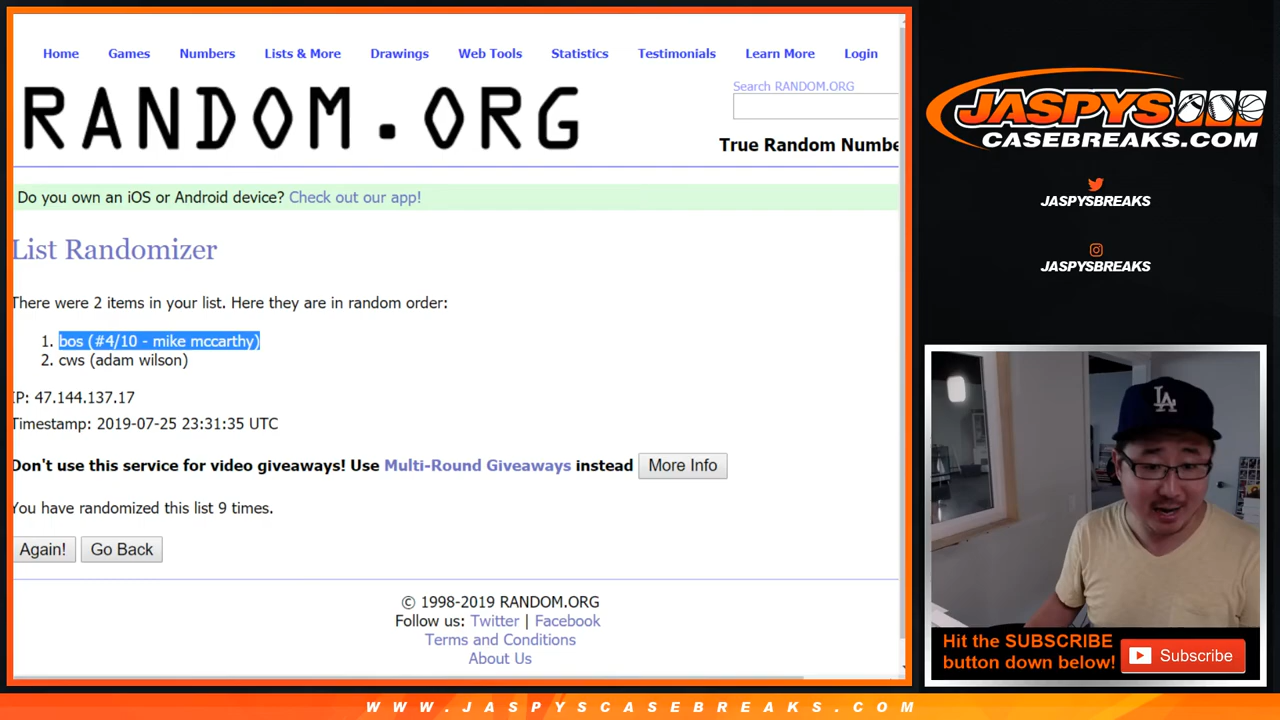 Home Games Numbers Lists & More Drawings Web Tools Statistics Testimonials Learn More Login
RANDOM.ORG
Search RANDOM.ORG
True Random Numbe
Do you own an iOS or Android device? Check out our app!
List Randomizer
There were 2 items in your list. Here they are in random order:
1. bos (#4/10 - mike mccarthy)
2. cws (adam wilson)
IP: 47.144.137.17
Timestamp: 2019-07-25 23:31:35 UTC
Don't use this service for video giveaways! Use Multi-Round Giveaways instead More Info
You have randomized this list 9 times.
Again! Go Back
© 1998-2019 RANDOM.ORG
Follow us: Twitter | Facebook
Terms and Conditions
About Us
JASPYS
CASEBREAKS.COM
JASPYSBREAKS
JASPYSBREAKS
LA
Hit the SUBSCRIBE
button down below!
Subscribe
WWW.JASPYSCASEBREAKS.COM